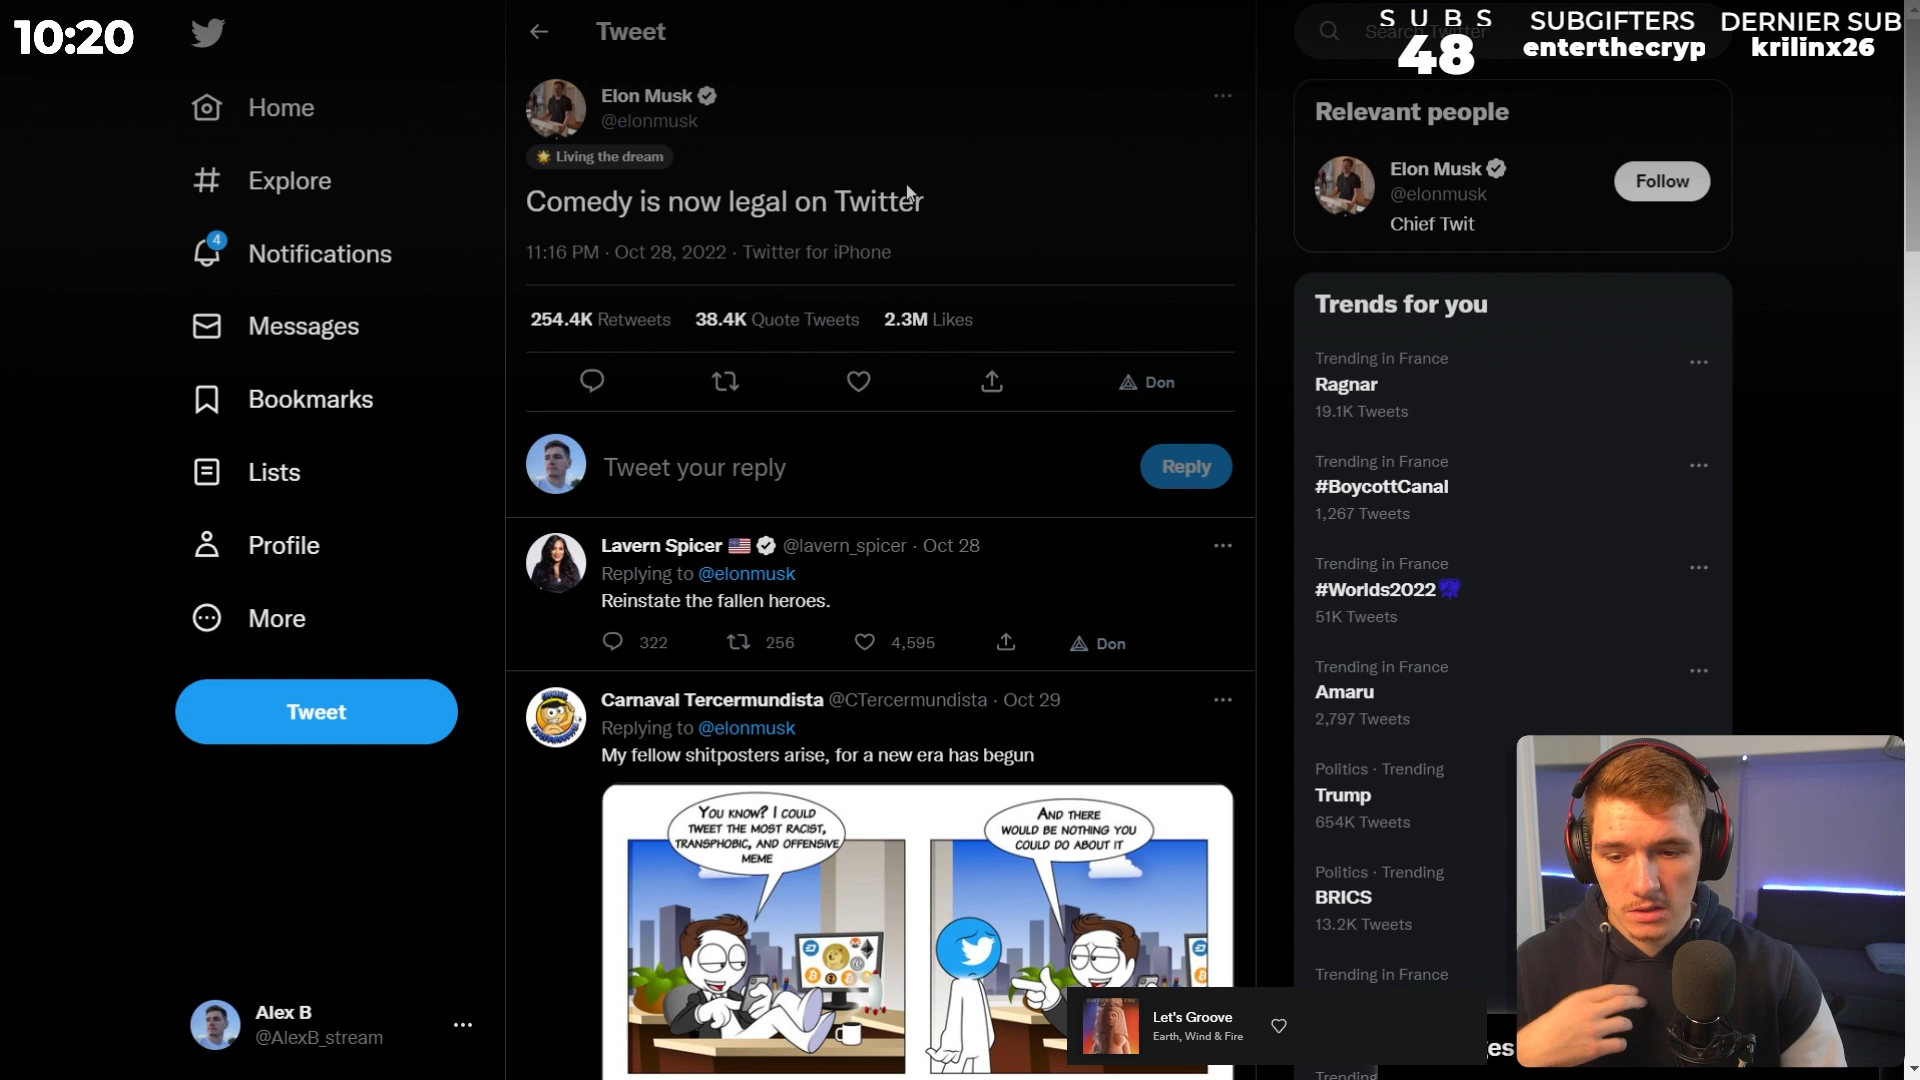 10:20
Home
Explore
4
Notifications
Messages
Bookmarks
Lists
Profile
More
Tweet
Alex B
@AlexB_stream
Tweet
Elon Musk
@elonmusk
Living the dream
Comedy is now legal on Twitter
11:16 PM · Oct 28, 2022 · Twitter for iPhone
254.4K Retweets 38.4K Quote Tweets 2.3M Likes
Don
Tweet your reply
Reply
Lavern Spicer @lavern_spicer · Oct 28
Replying to @elonmusk
Reinstate the fallen heroes.
322 256 4,595 Don
Carnaval Tercermundista @CTercermundista · Oct 29
Replying to @elonmusk
My fellow shitposters arise, for a new era has begun
YOU KNOW? I COULD
TWEET THE MOST RACIST,
TRANSPHOBIC, AND OFFENSIVE
MEME
AND THERE
WOULD BE NOTHING YOU
COULD DO ABOUT IT
Let's Groove
Earth, Wind & Fire
SUBS
48
SUBGIFTERS
enterthecryp
DERNIER SUB
krilinx26
Search Twitter
Relevant people
Elon Musk
@elonmusk
Follow
Chief Twit
Trends for you
Trending in France
Ragnar
19.1K Tweets
Trending in France
#BoycottCanal
1,267 Tweets
Trending in France
#Worlds2022
51K Tweets
Trending in France
Amaru
2,797 Tweets
Politics · Trending
Trump
654K Tweets
Politics · Trending
BRICS
13.2K Tweets
Trending in France
Trending